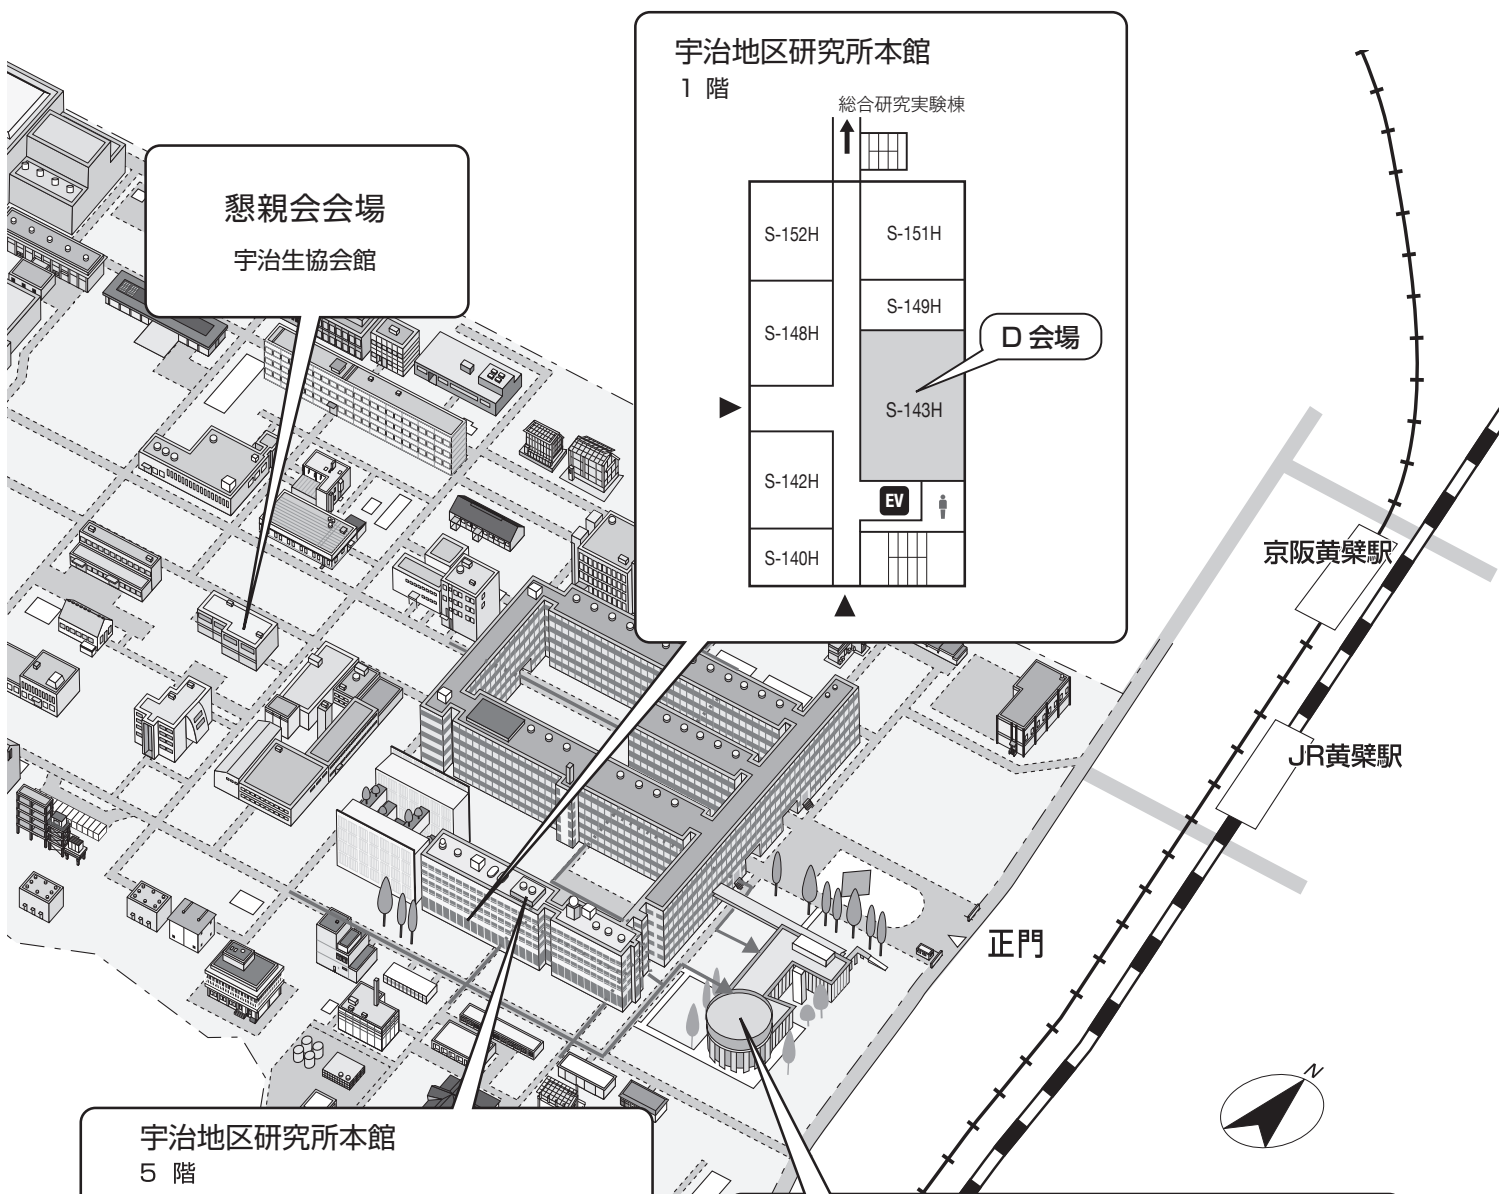 宇治地区研究所本館
1 階
総合研究実験棟
S-152H
S-151H
S-149H
S-148H
D 会場
S-143H
S-142H
EV
S-140H
懇親会会場
宇治生協会館
京阪黄檗駅
JR黄檗駅
正門
N
宇治地区研究所本館
5 階